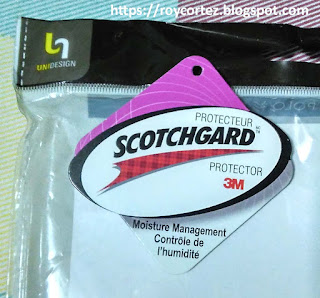 https://roycortez.blogspot.com
UNIDESIGN
PROTECTEUR
SCOTCHGARD
PROTECTOR
3M
Moisture Management
Contrôle de
l'humidité